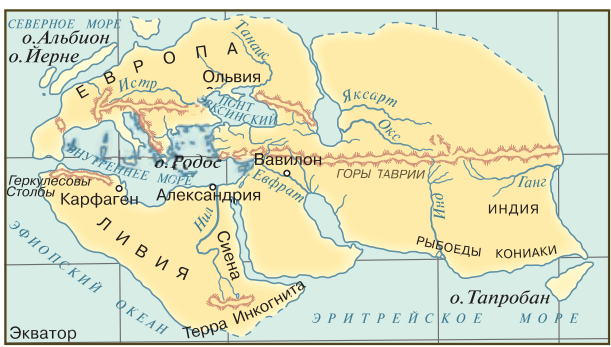 СЕВЕРНОЕ МОРЕ
о. Альбион
о. Йерне
ЕВРОПА
Танаис
Ольвия
Истр
ПОНТ
ЭВКСИНСКИЙ
Яксарт
Окс
ВНУТРЕННЕЕ МОРЕ
о. Родос
Вавилон
ГОРЫ ТАВРИИ
Геркулесовы
Столбы
Карфаген
Александрия
Евфрат
Ганг
Инд
ИНДИЯ
Нил
Сиена
ЛИВИЯ
РЫБОЕДЫ
КОНИАКИ
ЭФИОПСКИЙ ОКЕАН
Терра Инкогнита
о. Тапробан
ЭРИТРЕЙСКОЕ МОРЕ
Экватор